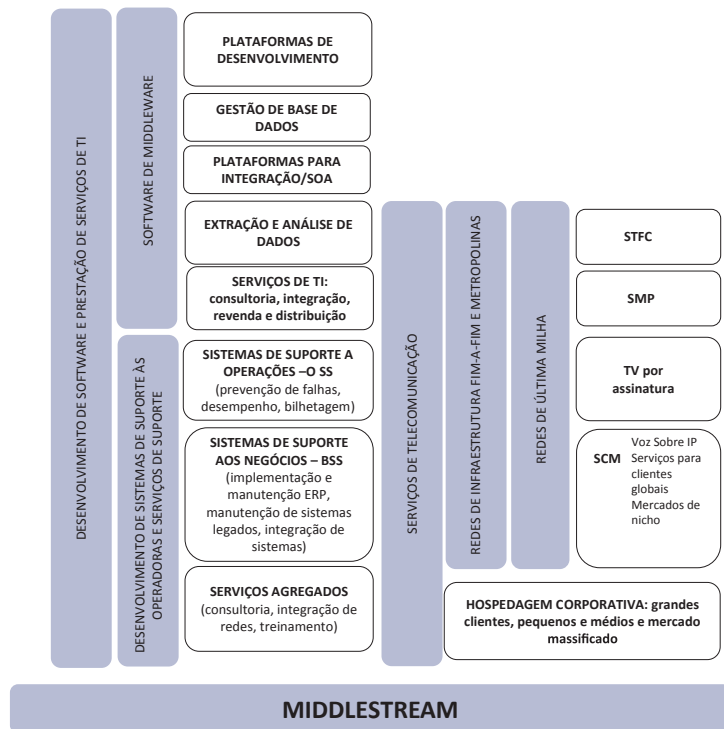 DESENVOLVIMENTO DE SOFTWARE E PRESTAÇÃO DE SERVIÇOS DE TI
SOFTWARE DE MIDDLEWARE
PLATAFORMAS DE
DESENVOLVIMENTO
GESTÃO DE BASE DE
DADOS
PLATAFORMAS PARA
INTEGRAÇÃO/SOA
EXTRAÇÃO E ANÁLISE DE
DADOS
SERVIÇOS DE TI:
consultoria, integração,
revenda e distribuição
DESENVOLVIMENTO DE SISTEMAS DE SUPORTE ÀS
OPERADORAS E SERVIÇOS DE SUPORTE
SISTEMAS DE SUPORTE A
OPERAÇÕES –O SS
(prevenção de falhas,
desempenho, bilhetagem)
SISTEMAS DE SUPORTE
AOS NEGÓCIOS – BSS
(implementação e
manutenção ERP,
manutenção de sistemas
legados, integração de
sistemas)
SERVIÇOS AGREGADOS
(consultoria, integração de
redes, treinamento)
SERVIÇOS DE TELECOMUNICAÇÃO
REDES DE INFRAESTRUTURA FIM-A-FIM E METROPOLINAS
REDES DE ÚLTIMA MILHA
STFC
SMP
TV por
assinatura
SCM Voz Sobre IP
Serviços para
clientes
globais
Mercados de
nicho
HOSPEDAGEM CORPORATIVA: grandes
clientes, pequenos e médios e mercado
massificado
MIDDLESTREAM